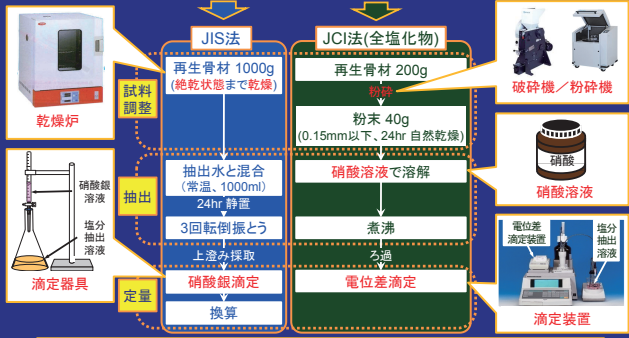 JIS法
JCI法(全塩化物)
試料
調整
再生骨材 1000g
(絶乾状態まで乾燥)
再生骨材 200g
粉砕
粉末 40g
(0.15mm以下、24hr 自然乾燥)
乾燥炉
破砕機／粉砕機
抽出
抽出水と混合
(常温、1000ml)
24hr 静置
3回転倒振とう
上澄み採取
硝酸溶液で溶解
煮沸
ろ過
硝酸銀
溶液
塩分
抽出
溶液
滴定器具
硝酸
硝酸溶液
定量
硝酸銀滴定
換算
電位差滴定
電位差
滴定装置
塩分
抽出
溶液
滴定装置